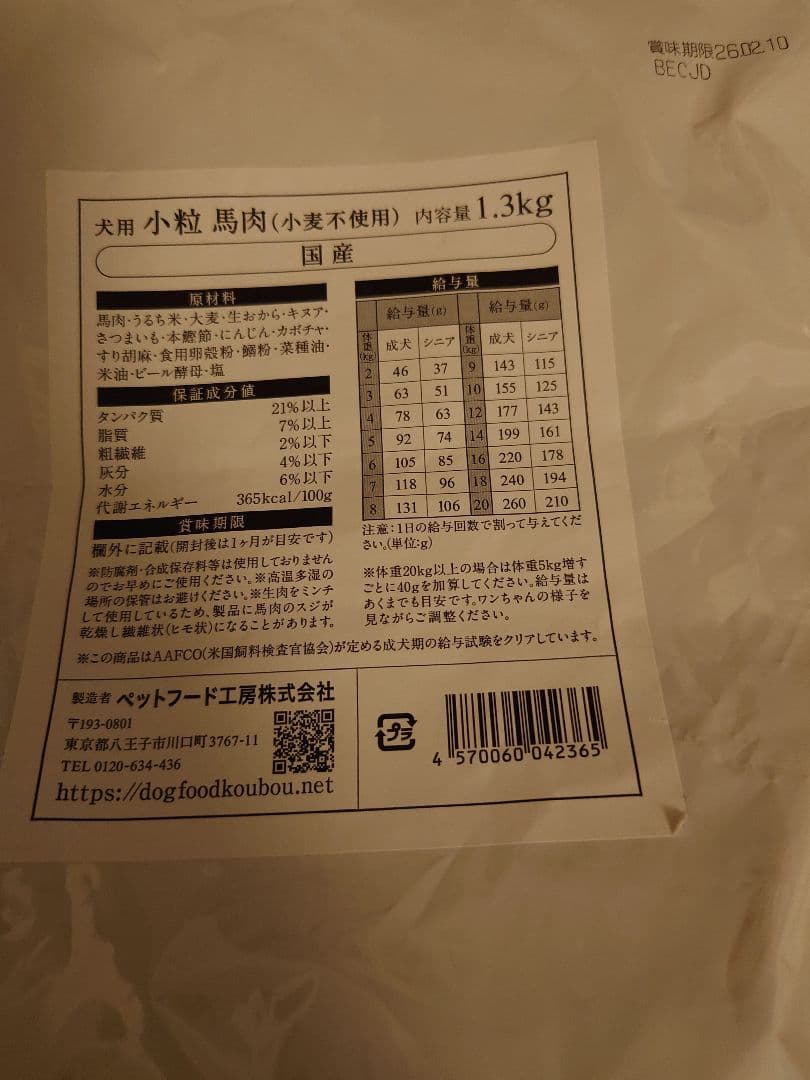 賞味期限26.02.10
BECJD
犬用 小粒 馬肉(小麦不使用) 内容量 1.3kg
国産
原材料
馬肉・うるち米・大麦・生おから・キヌア・
さつまいも・本鰹節・にんじん・カボチャ・
すり胡麻・食用卵殻粉・鰯粉・菜種油・
米油・ビール酵母・塩
保証成分値
タンパク質 21%以上
脂質 7%以上
粗繊維 2%以下
灰分 4%以下
水分 6%以下
代謝エネルギー 365kcal/100g
賞味期限
欄外に記載(開封後は1ヶ月が目安です)
※防腐剤・合成保存料等は使用しておりません
のでお早めにご使用ください。※高温多湿の
場所の保管はお避けください。※生肉をミンチ
して使用しているため、製品に馬肉のスジが
乾燥し繊維状(ヒモ状)になることがあります。
給与量
体重(kg) 給与量(g) 体重(kg) 給与量(g)
成犬 シニア 成犬 シニア
2 46 37 9 143 115
3 63 51 10 155 125
4 78 63 12 177 143
5 92 74 14 199 161
6 105 85 16 220 178
7 118 96 18 240 194
8 131 106 20 260 210
注意:1日の給与回数で割って与えてくだ
さい。(単位:g)
※体重20kg以上の場合は体重5kg増す
ごとに40gを加算してください。給与量は
あくまでも目安です。ワンちゃんの様子を
見ながらご調整ください。
※この商品はAAFCO(米国飼料検査官協会)が定める成犬期の給与試験をクリアしています。
製造者 ペットフード工房株式会社
〒193-0801
東京都八王子市川口町3767-11
TEL 0120-634-436
https://dogfoodkoubou.net
プラ
4 570060 042365